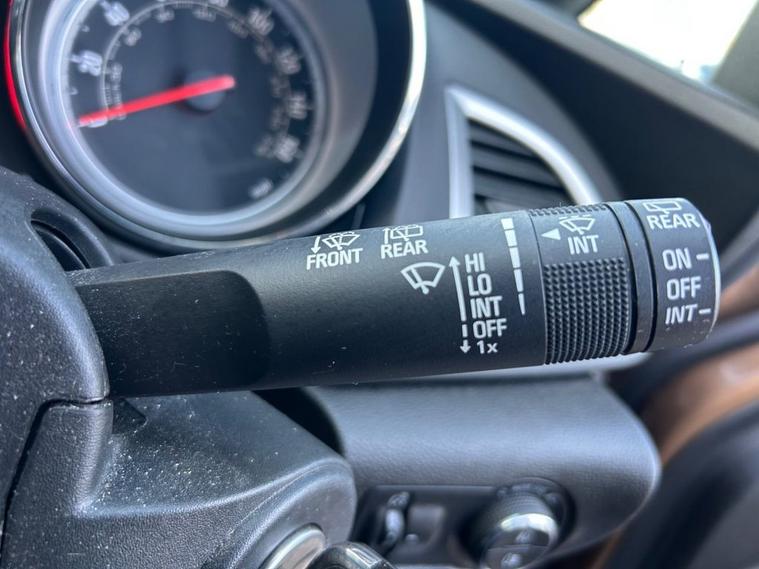 FRONT
REAR
HI
LO
INT
OFF
1x
INT
REAR
ON
OFF
INT